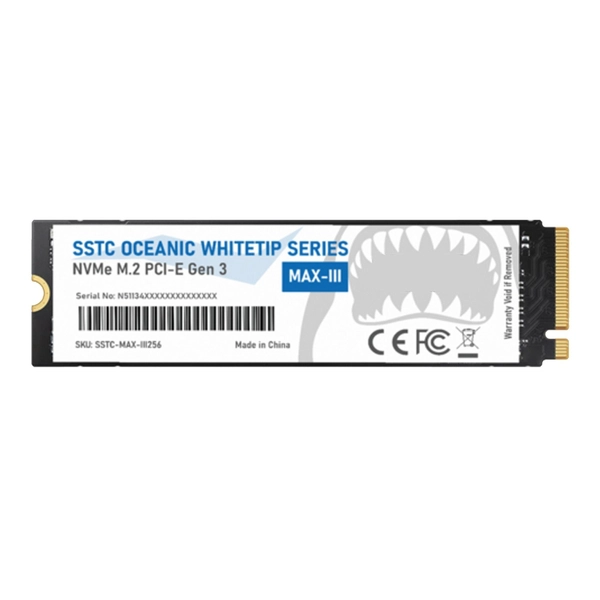 SSTC OCEANIC WHITETIP SERIES
NVMe M.2 PCI-E Gen 3
MAX-III
Serial No: N51134XXXXXXXXXXXXXXX
SKU: SSTC-MAX-III256
Made in China
CE FC
Warranty Void if Removed